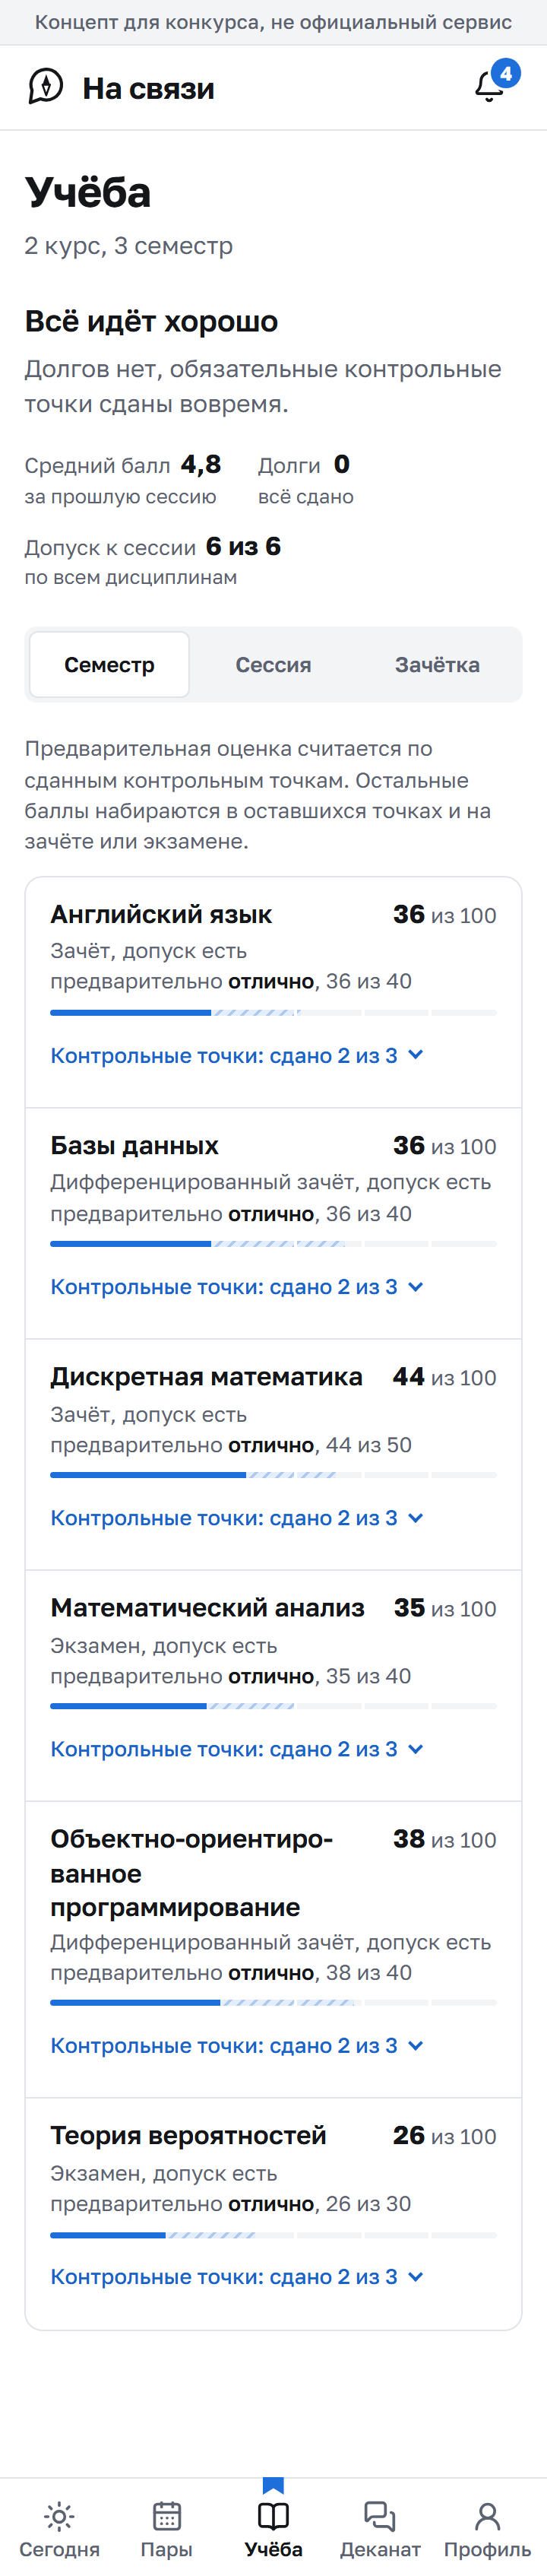 Концепт для конкурса, не официальный сервис
На связи
4
Учёба
2 курс, 3 семестр
Всё идёт хорошо
Долгов нет, обязательные контрольные
точки сданы вовремя.
Средний балл 4,8
за прошлую сессию
Долги 0
всё сдано
Допуск к сессии 6 из 6
по всем дисциплинам
Семестр
Сессия
Зачётка
Предварительная оценка считается по
сданным контрольным точкам. Остальные
баллы набираются в оставшихся точках и на
зачёте или экзамене.
Английский язык 36 из 100
Зачёт, допуск есть
предварительно отлично, 36 из 40
Контрольные точки: сдано 2 из 3
Базы данных 36 из 100
Дифференцированный зачёт, допуск есть
предварительно отлично, 36 из 40
Контрольные точки: сдано 2 из 3
Дискретная математика 44 из 100
Зачёт, допуск есть
предварительно отлично, 44 из 50
Контрольные точки: сдано 2 из 3
Математический анализ 35 из 100
Экзамен, допуск есть
предварительно отлично, 35 из 40
Контрольные точки: сдано 2 из 3
Объектно-ориентиро- 38 из 100
ванное
программирование
Дифференцированный зачёт, допуск есть
предварительно отлично, 38 из 40
Контрольные точки: сдано 2 из 3
Теория вероятностей 26 из 100
Экзамен, допуск есть
предварительно отлично, 26 из 30
Контрольные точки: сдано 2 из 3
Сегодня
Пары
Учёба
Деканат
Профиль